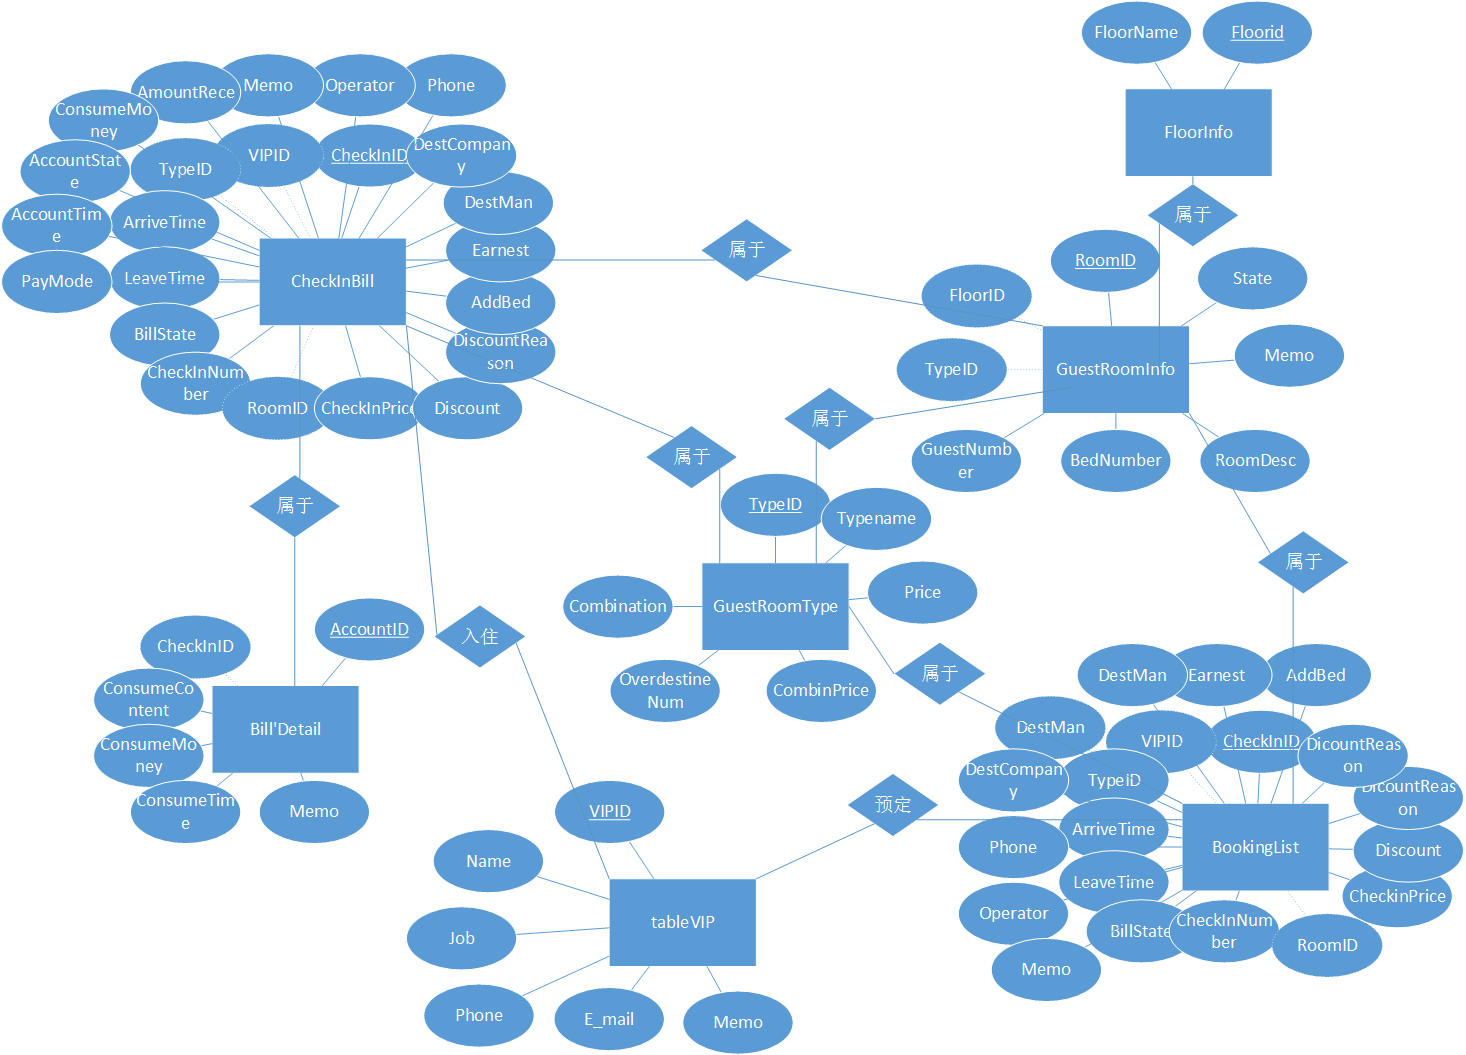 FloorName
Floorid
FloorInfo
属于
AmountRece
Memo
Operator
Phone
ConsumeMo
ney
TypeID
VIPID
CheckInID
DestCompany
y
AccountStat
e
ArriveTime
DestMan
AccountTim
e
Earnest
PayMode
LeaveTime
CheckInBill
AddBed
BillState
DiscountRea
son
CheckInNum
ber
RoomID
CheckInPrice
Discount
属于
RoomID
State
FloorID
Memo
TypeID
GuestRoomInfo
GuestNumb
er
BedNumber
RoomDesc
属于
属于
属于
属于
TypeID
Typename
Combination
GuestRoomType
Price
Overdestine
Num
CombinPrice
属于
入住
CheckInID
AccountID
ConsumeCo
ntent
Bill'Detail
ConsumeMo
ney
ConsumeTim
e
Memo
预定
VIPID
Name
Job
tableVIP
Phone
E_mail
Memo
DestMan
Earnest
AddBed
DestMan
VIPID
CheckInID
DicountReas
on
DestCompan
y
TypeID
DicountReas
on
ArriveTime
Phone
BookingList
Discount
LeaveTime
CheckinPrice
Operator
BillState
CheckInNum
ber
RoomID
Memo